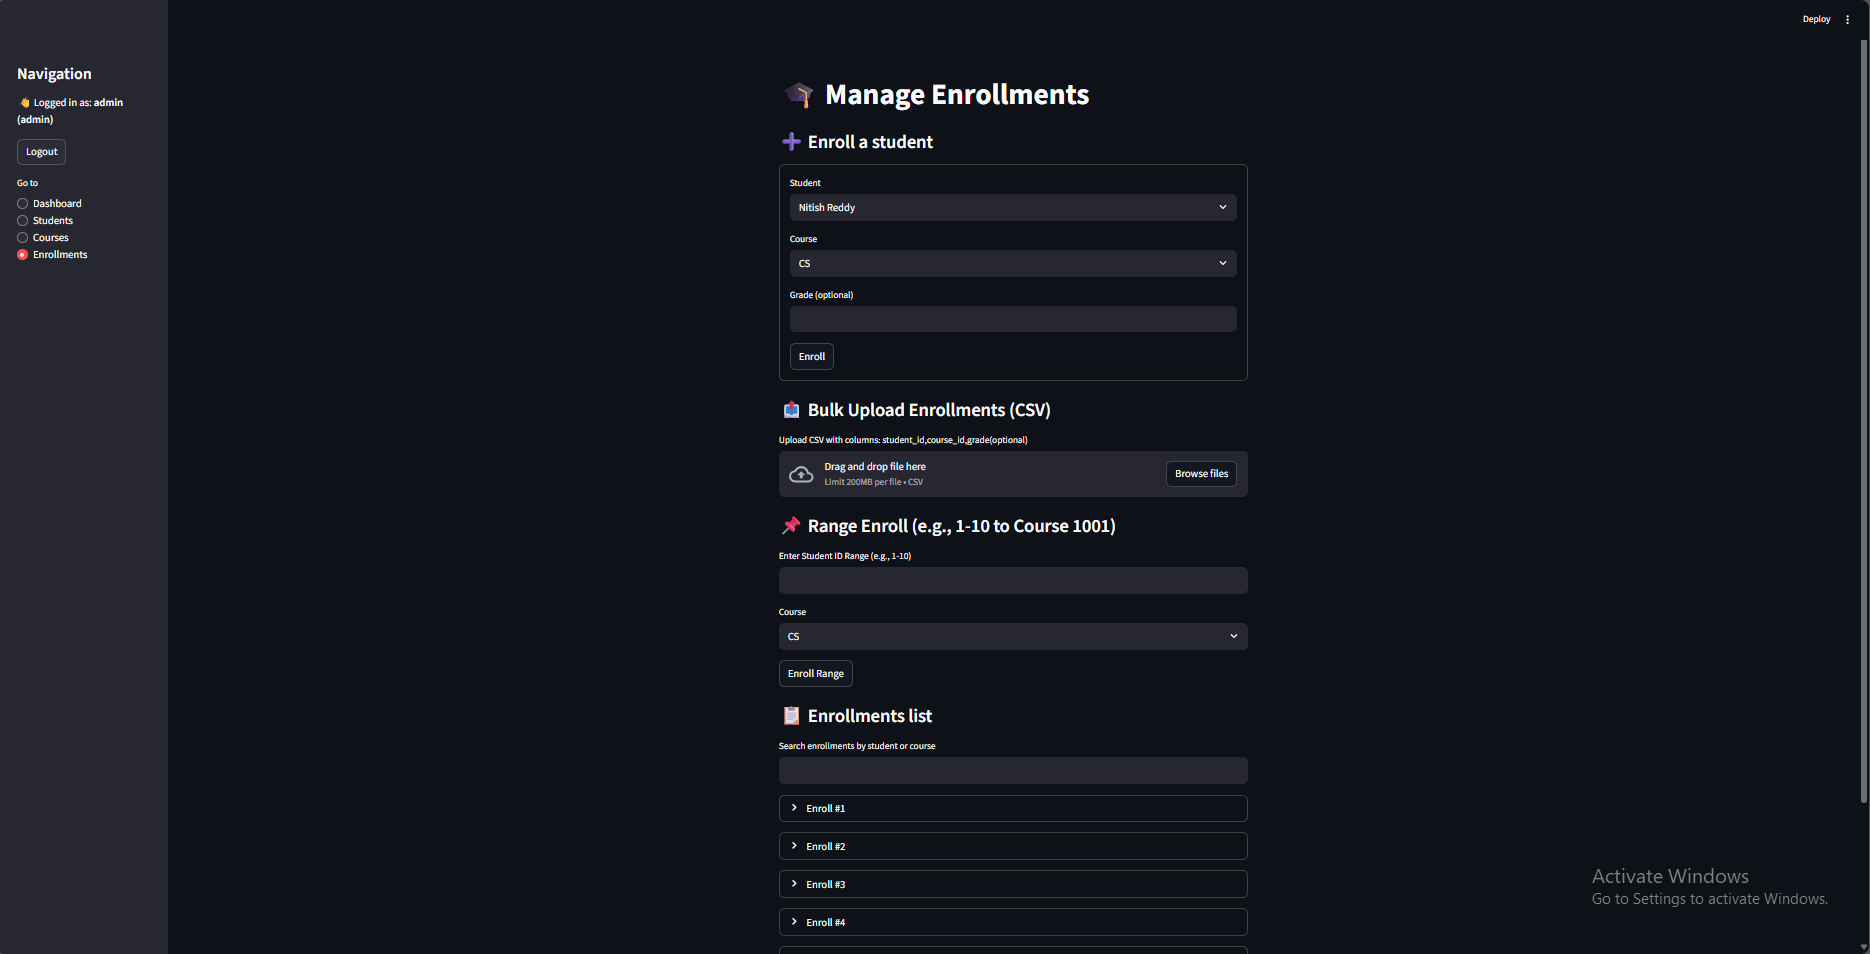 Deploy
Navigation
👋 Logged in as: admin
(admin)
Logout
Go to
Dashboard
Students
Courses
Enrollments
🎓 Manage Enrollments
➕ Enroll a student
Student
Nitish Reddy
Course
CS
Grade (optional)
Enroll
📤 Bulk Upload Enrollments (CSV)
Upload CSV with columns: student_id,course_id,grade(optional)
Drag and drop file here
Limit 200MB per file • CSV
Browse files
📌 Range Enroll (e.g., 1-10 to Course 1001)
Enter Student ID Range (e.g., 1-10)
Course
CS
Enroll Range
📋 Enrollments list
Search enrollments by student or course
Enroll #1
Enroll #2
Enroll #3
Enroll #4
Activate Windows
Go to Settings to activate Windows.